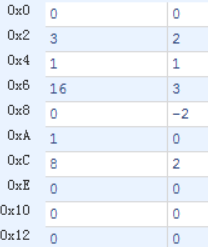 0x0 0 0
0x2 3 2
0x4 1 1
0x6 16 3
0x8 0 -2
0xA 1 0
0xC 8 2
0xE 0 0
0x10 0 0
0x12 0 0